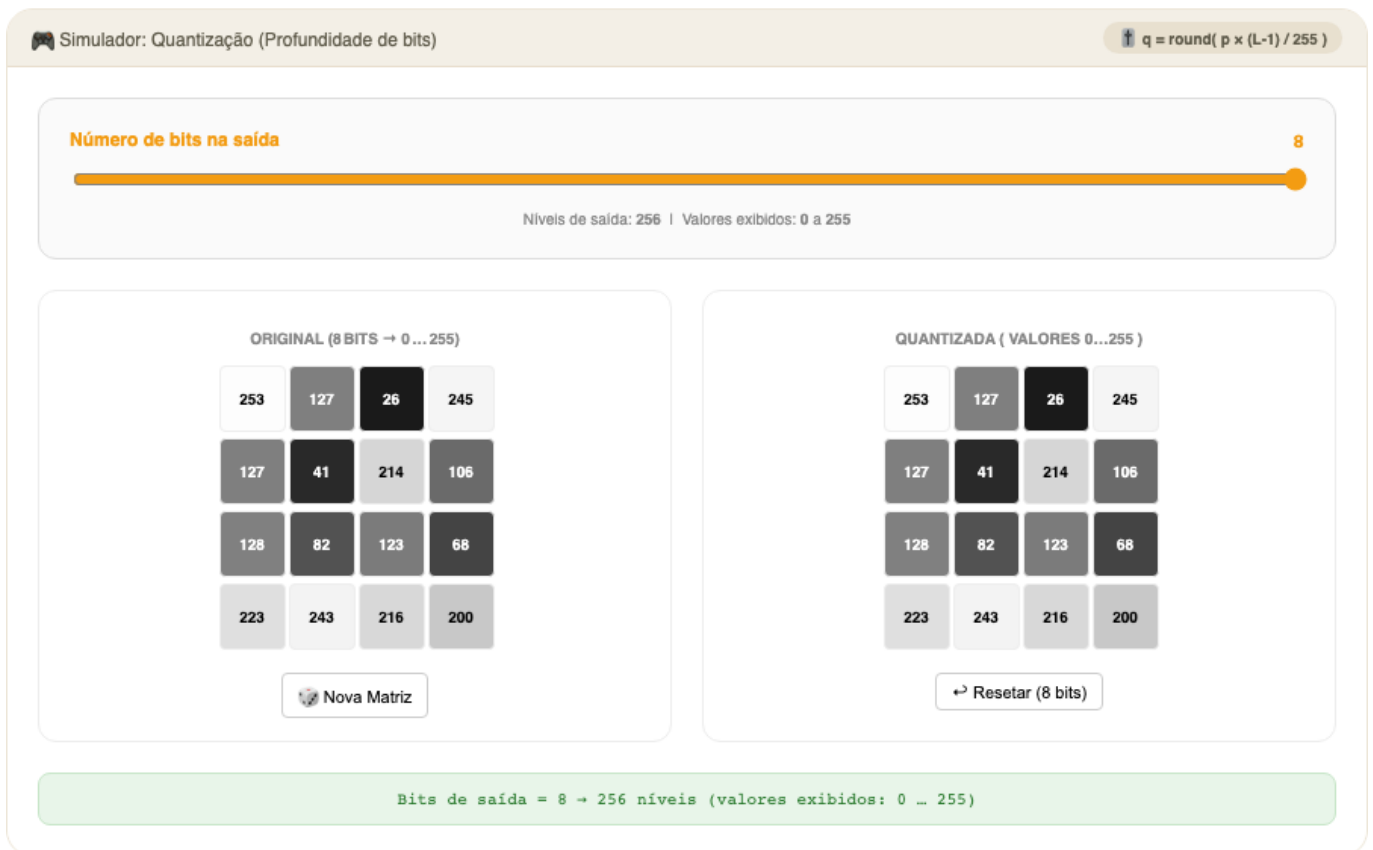 🎮 Simulador: Quantização (Profundidade de bits)
🎚 q = round( p × (L-1) / 255 )
Número de bits na saída
8
Níveis de saída: 256 | Valores exibidos: 0 a 255
ORIGINAL (8 BITS → 0 … 255)
253 127 26 245
127 41 214 106
128 82 123 68
223 243 216 200
🎲 Nova Matriz
QUANTIZADA ( VALORES 0…255 )
253 127 26 245
127 41 214 106
128 82 123 68
223 243 216 200
↩ Resetar (8 bits)
Bits de saída = 8 → 256 níveis (valores exibidos: 0 … 255)